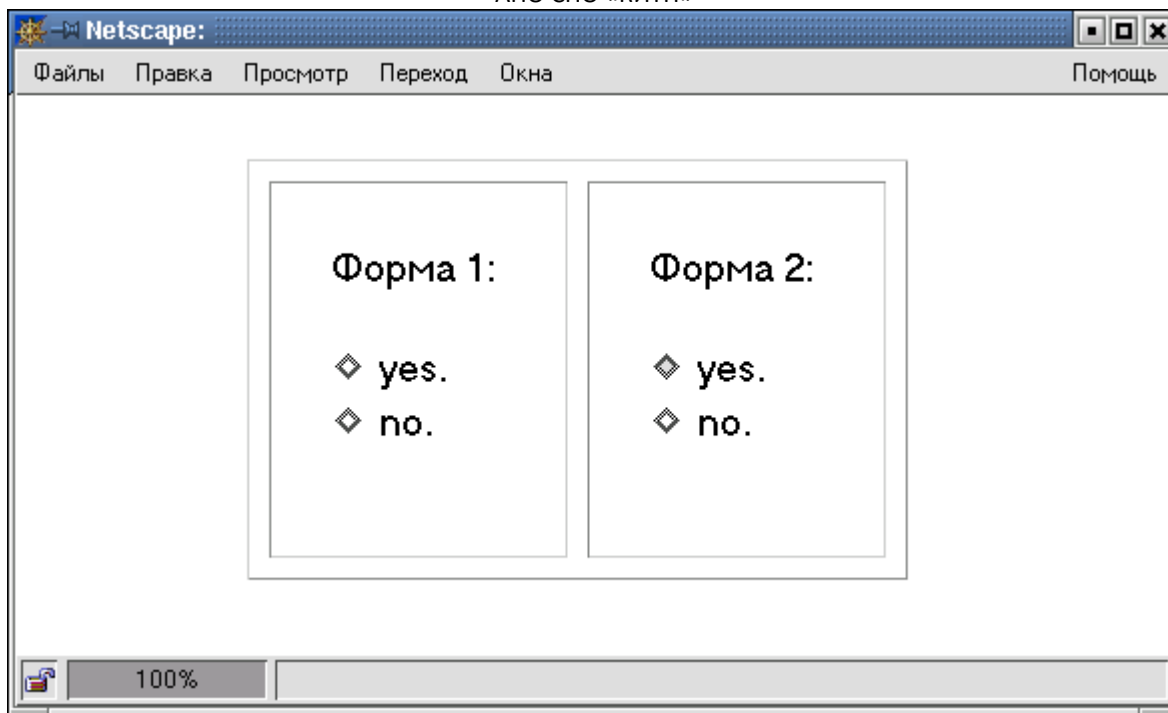 Netscape:
Файлы Правка Просмотр Переход Окна Помощь
Форма 1: Форма 2:
yes. yes.
no. no.
100%